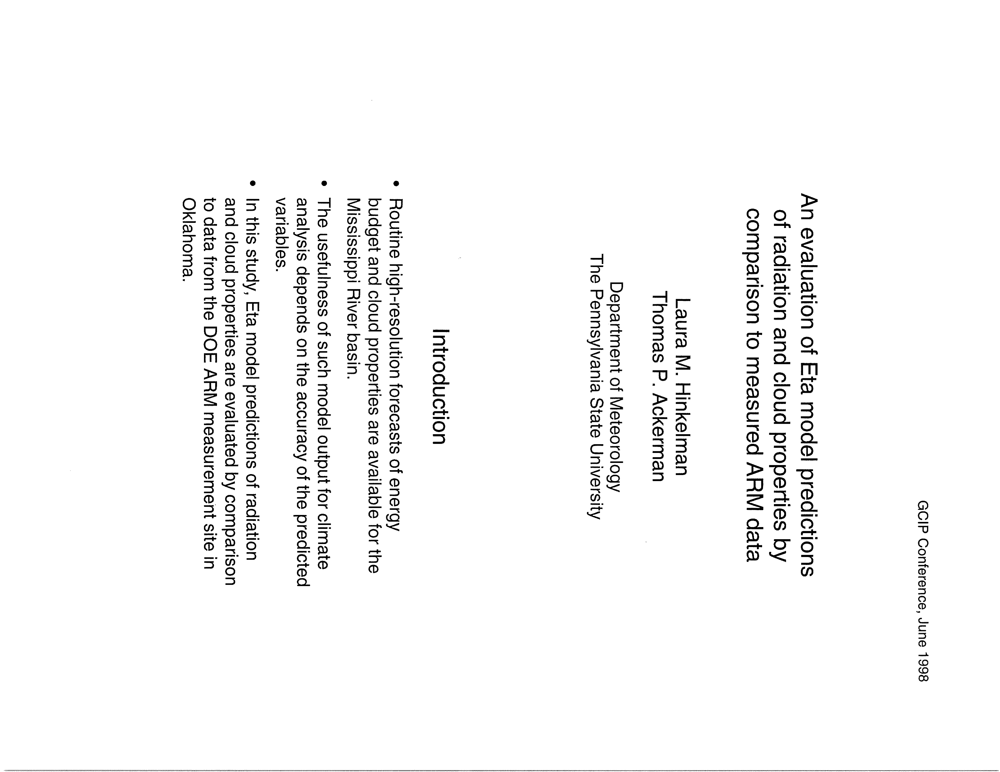 GCIP Conference, June 1998
An evaluation of Eta model predictions
of radiation and cloud properties by
comparison to measured ARM data
Laura M. Hinkelman
Thomas P. Ackerman
Department of Meteorology
The Pennsylvania State University
Introduction
• Routine high-resolution forecasts of energy
budget and cloud properties are available for the
Mississippi River basin.
• The usefulness of such model output for climate
analysis depends on the accuracy of the predicted
variables.
• In this study, Eta model predictions of radiation
and cloud properties are evaluated by comparison
to data from the DOE ARM measurement site in
Oklahoma.